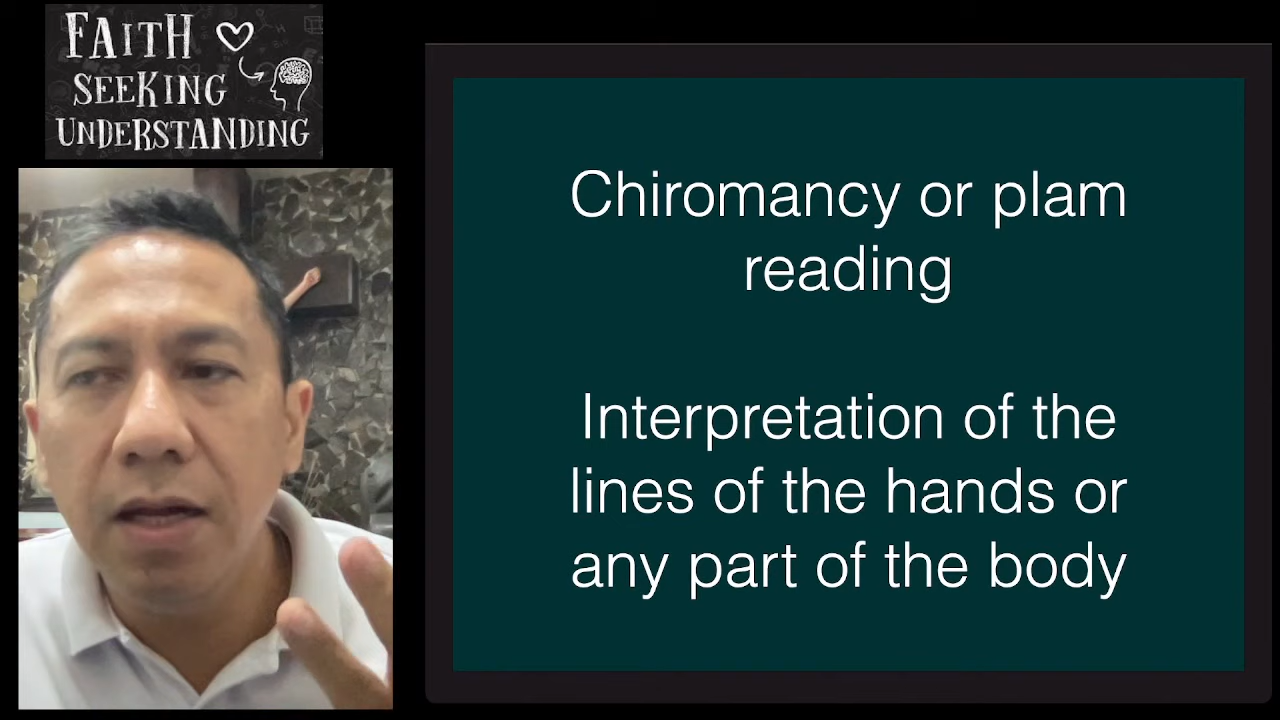 FAITH
SEEKING
UNDERSTANDING
Chiromancy or plam
reading
Interpretation of the
lines of the hands or
any part of the body